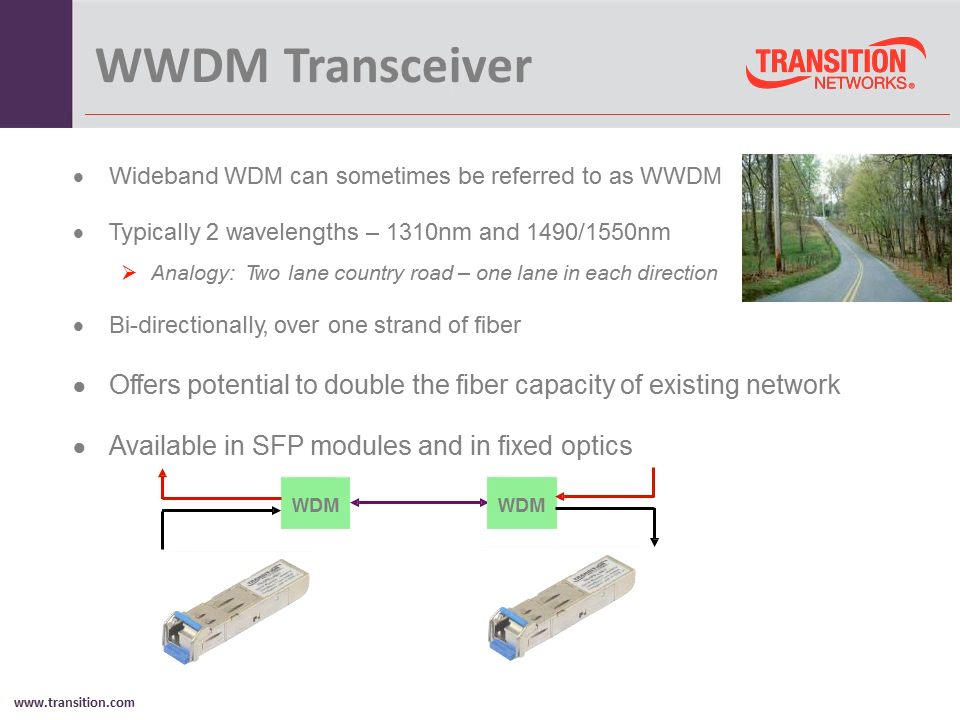 WWDM Transceiver
TRANSITION
NETWORKS®
• Wideband WDM can sometimes be referred to as WWDM
• Typically 2 wavelengths – 1310nm and 1490/1550nm
➢ Analogy: Two lane country road – one lane in each direction
• Bi-directionally, over one strand of fiber
• Offers potential to double the fiber capacity of existing network
• Available in SFP modules and in fixed optics
WDM
WDM
www.transition.com